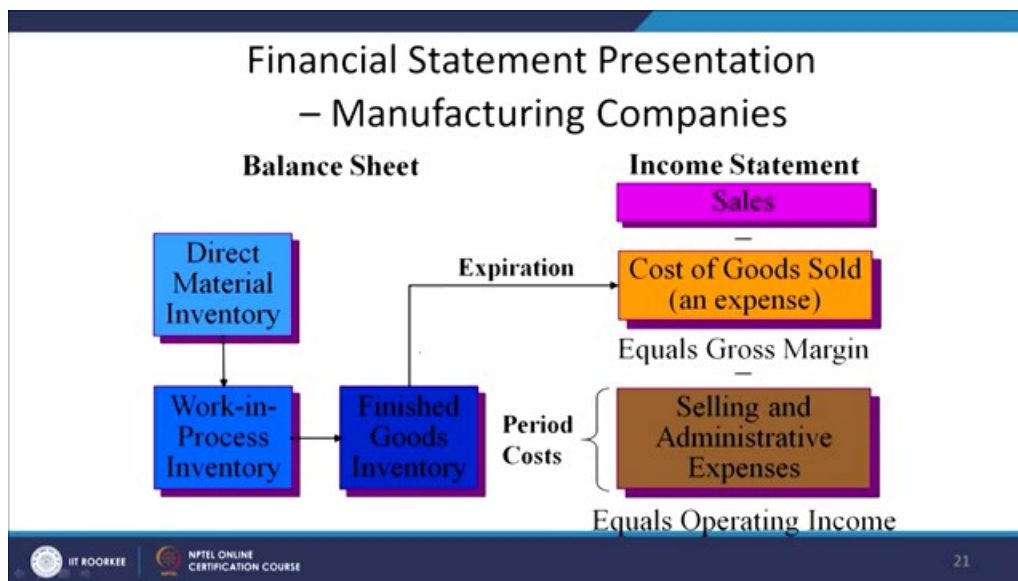 Financial Statement Presentation
– Manufacturing Companies
Balance Sheet
Income Statement
Sales
–
Direct
Material
Inventory
Expiration
Cost of Goods Sold
(an expense)
Equals Gross Margin
–
Work-in-
Process
Inventory
Finished
Goods
Inventory
Period
Costs
Selling and
Administrative
Expenses
Equals Operating Income
IIT ROORKEE
NPTEL ONLINE
CERTIFICATION COURSE
21